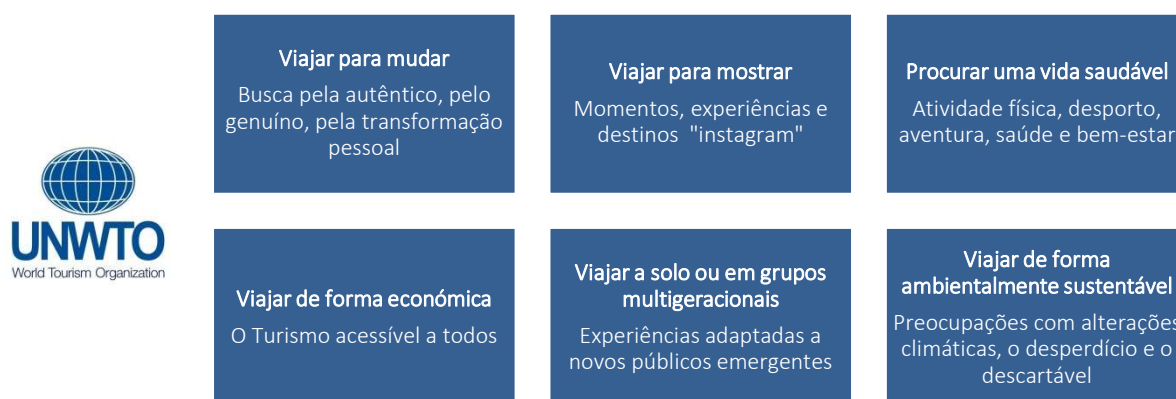 Viajar para mudar
Busca pela autêntico, pelo
genuíno, pela transformação
pessoal
Viajar para mostrar
Momentos, experiências e
destinos "instagram"
Procurar uma vida saudável
Atividade física, desporto,
aventura, saúde e bem-estar
UNWTO
World Tourism Organization
Viajar de forma económica
O Turismo acessível a todos
Viajar a solo ou em grupos
multigeracionais
Experiências adaptadas a
novos públicos emergentes
Viajar de forma
ambientalmente sustentável
Preocupações com alterações
climáticas, o desperdício e o
descartável